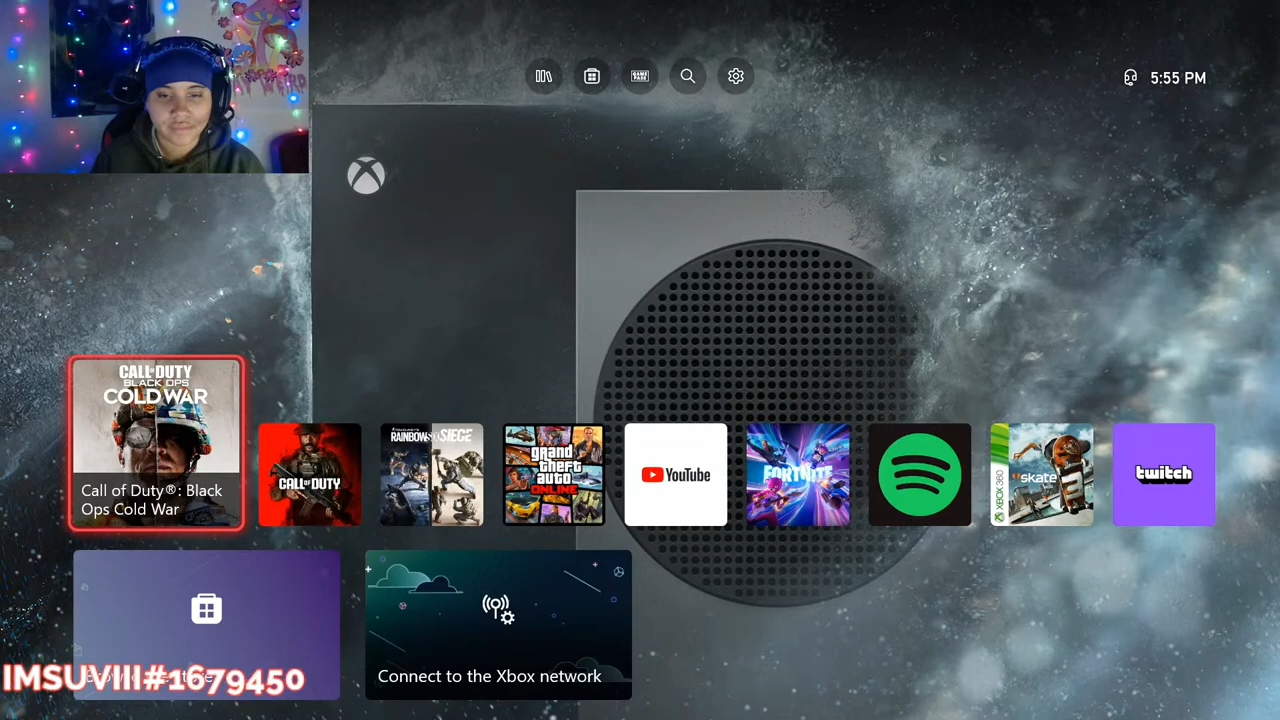 GAME
PASS
5:55 PM
CALL OF DUTY
BLACK OPS
COLD WAR
Call of Duty®: Black
Ops Cold War
CALL OF DUTY
RAINBOW SIX SIEGE
grand
theft
auto
ONLINE
YouTube
FORTNITE
XBOX 360
skate
twitch
Connect to the Xbox network
IMSUVIII#1679450